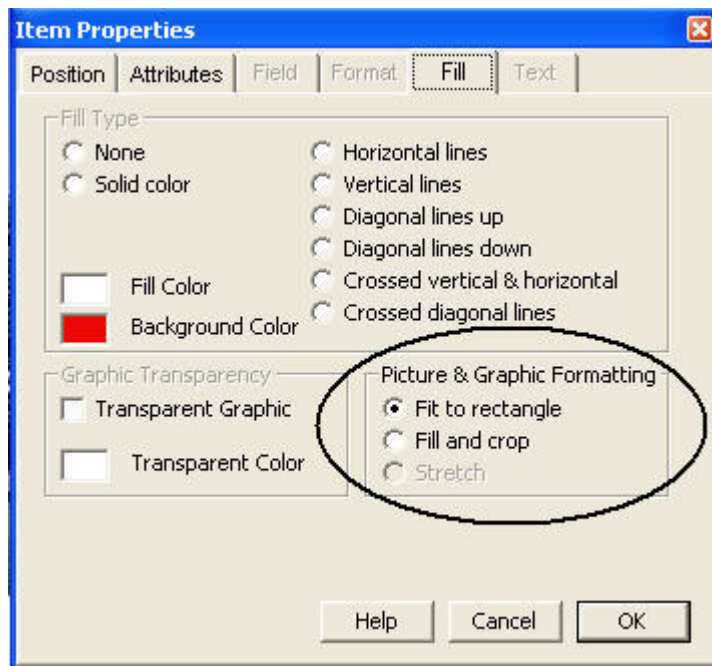 Item Properties
Position Attributes Field Format Fill Text
Fill Type
None
Solid color
Horizontal lines
Vertical lines
Diagonal lines up
Diagonal lines down
Crossed vertical & horizontal
Crossed diagonal lines
Fill Color
Background Color
Graphic Transparency
Transparent Graphic
Transparent Color
Picture & Graphic Formatting
Fit to rectangle
Fill and crop
Stretch
Help Cancel OK